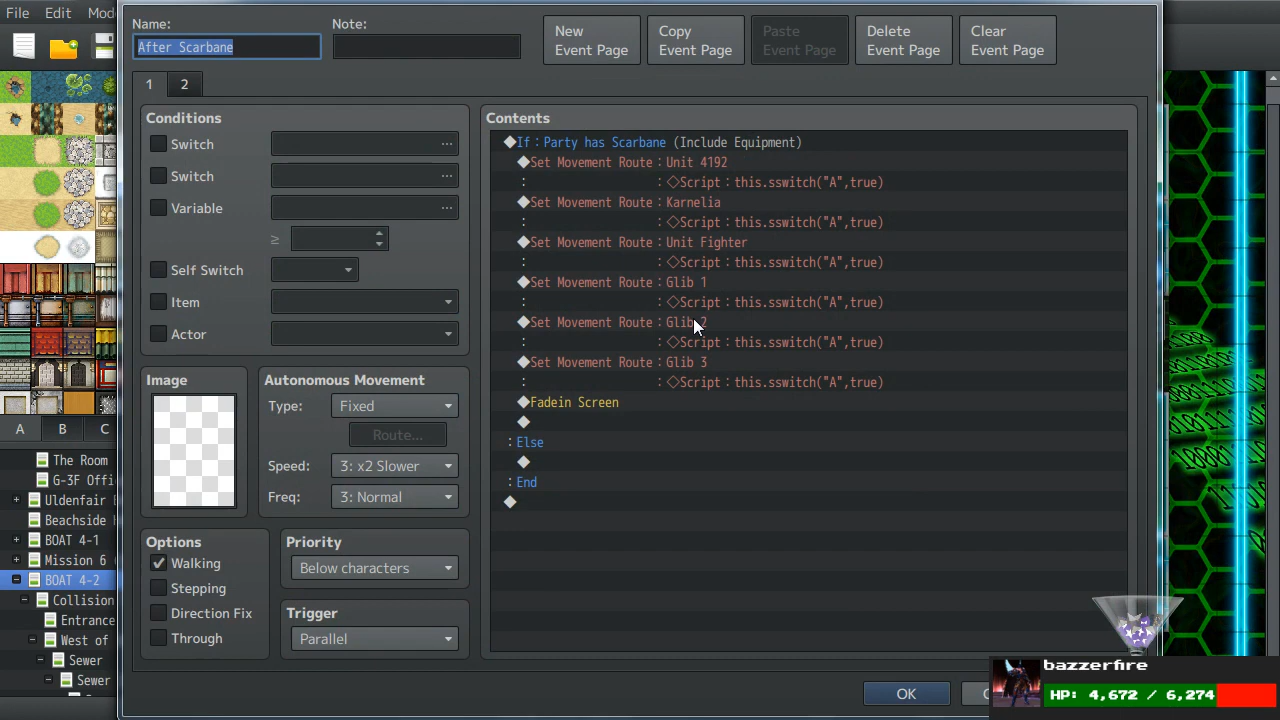 File Edit Mod
Name: Note:
After Scarbane
New Event Page
Copy Event Page
Paste Event Page
Delete Event Page
Clear Event Page
1 2
Conditions
Switch ...
Switch ...
Variable ...
≥
Self Switch
Item
Actor
Image
Autonomous Movement
Type: Fixed
Route...
Speed: 3: x2 Slower
Freq: 3: Normal
Options
Walking
Stepping
Direction Fix
Through
Priority
Below characters
Trigger
Parallel
Contents
◆If：Party has Scarbane (Include Equipment)
◆Set Movement Route：Unit 4192
：　：◇Script：this.sswitch("A",true)
◆Set Movement Route：Karnelia
：　：◇Script：this.sswitch("A",true)
◆Set Movement Route：Unit Fighter
：　：◇Script：this.sswitch("A",true)
◆Set Movement Route：Glib 1
：　：◇Script：this.sswitch("A",true)
◆Set Movement Route：Glib 2
：　：◇Script：this.sswitch("A",true)
◆Set Movement Route：Glib 3
：　：◇Script：this.sswitch("A",true)
◆Fadein Screen
◆
：Else
◆
：End
◆
OK
A B C
The Room
G-3F Offi
Uldenfair
Beachside
BOAT 4-1
Mission 6
BOAT 4-2
Collision
Entrance
West of
Sewer
Sewer
bazzerfire
HP: 4,672 / 6,274